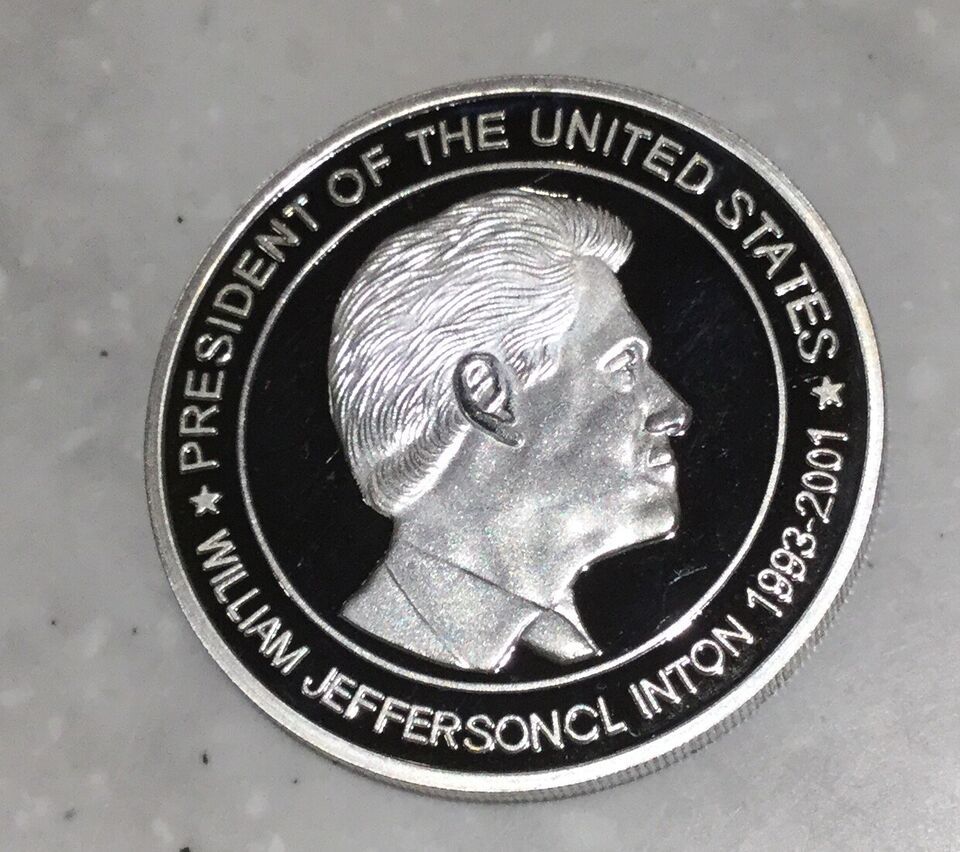 PRESIDENT OF THE UNITED STATES
WILLIAM JEFFERSONCL INTON 1993-2001